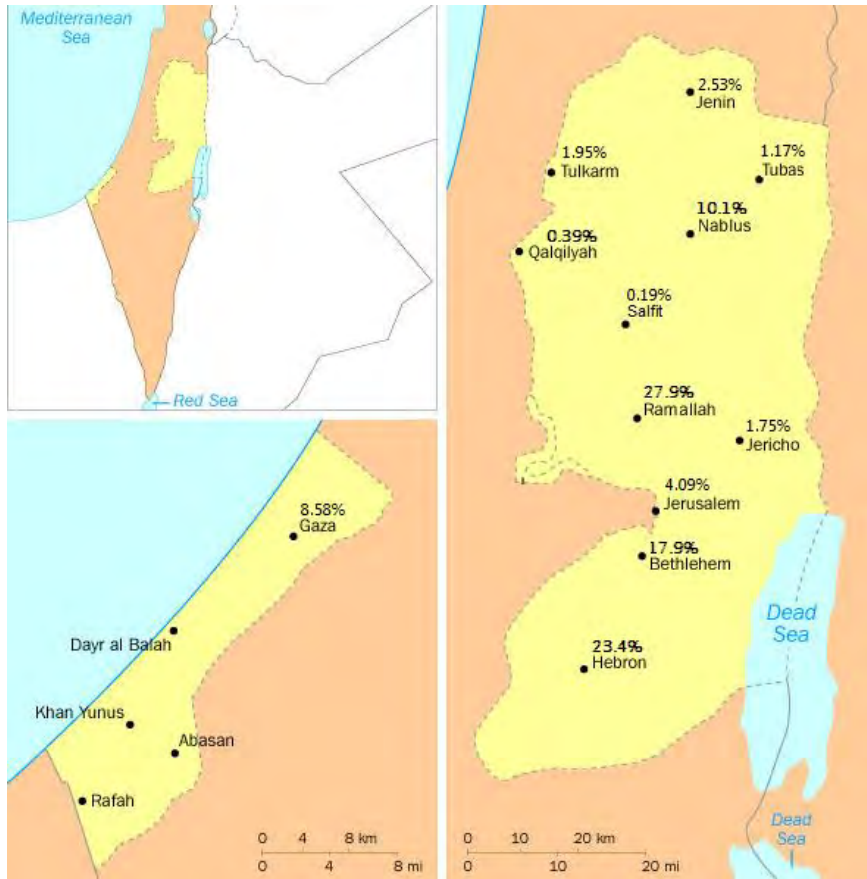 Mediterranean
Sea
Red Sea
8.58%
Gaza
Dayr al Balah
Khan Yunus
Abasan
Rafah
0 4 8 km
0 4 8 mi
2.53%
Jenin
1.95%
Tulkarm
1.17%
Tubas
10.1%
Nablus
0.39%
Qalqilyah
0.19%
Salfit
27.9%
Ramallah
1.75%
Jericho
4.09%
Jerusalem
17.9%
Bethlehem
23.4%
Hebron
Dead
Sea
Dead
Sea
0 10 20 km
0 10 20 mi